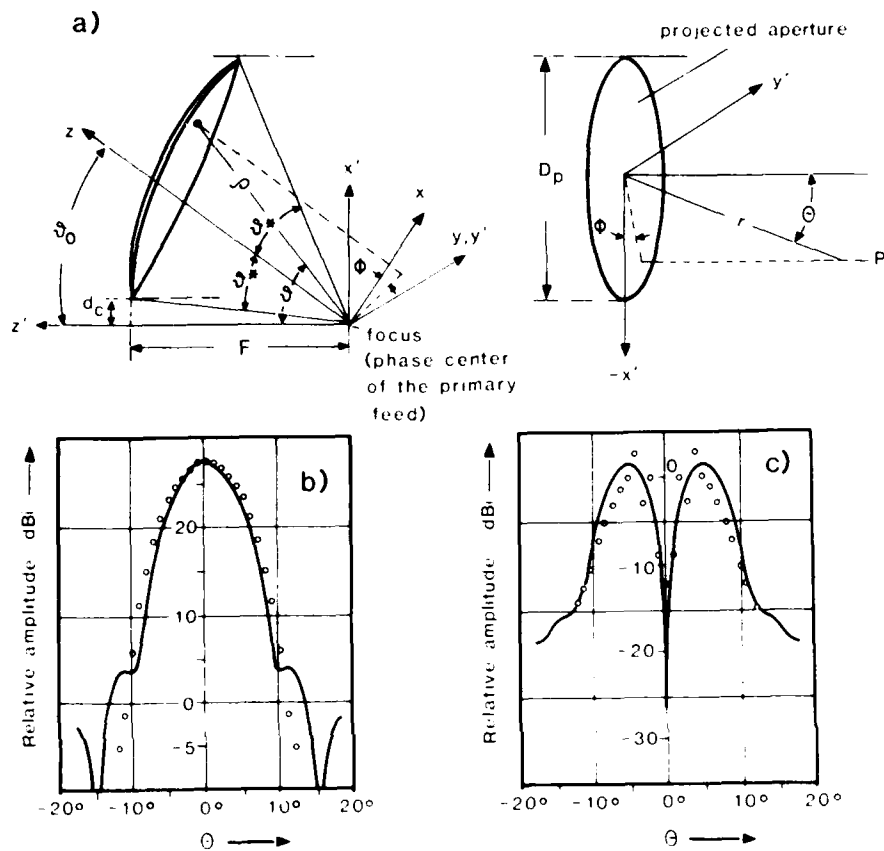 a)
projected aperture
z
x'
y'
ρ
x
D_p
ϑ_0
ϑ*
ϑ*
ϑ
Φ
y,y'
Φ
r
Θ
P
d_c
z'
F
focus
(phase center
of the primary
feed)
-x'
b)
Relative amplitude dBi
20
10
0
-5
-20° -10° 0° 10° 20°
Θ
c)
Relative amplitude dBi
0
-10
-20
-30
-20° -10° 0° 10° 20°
Θ